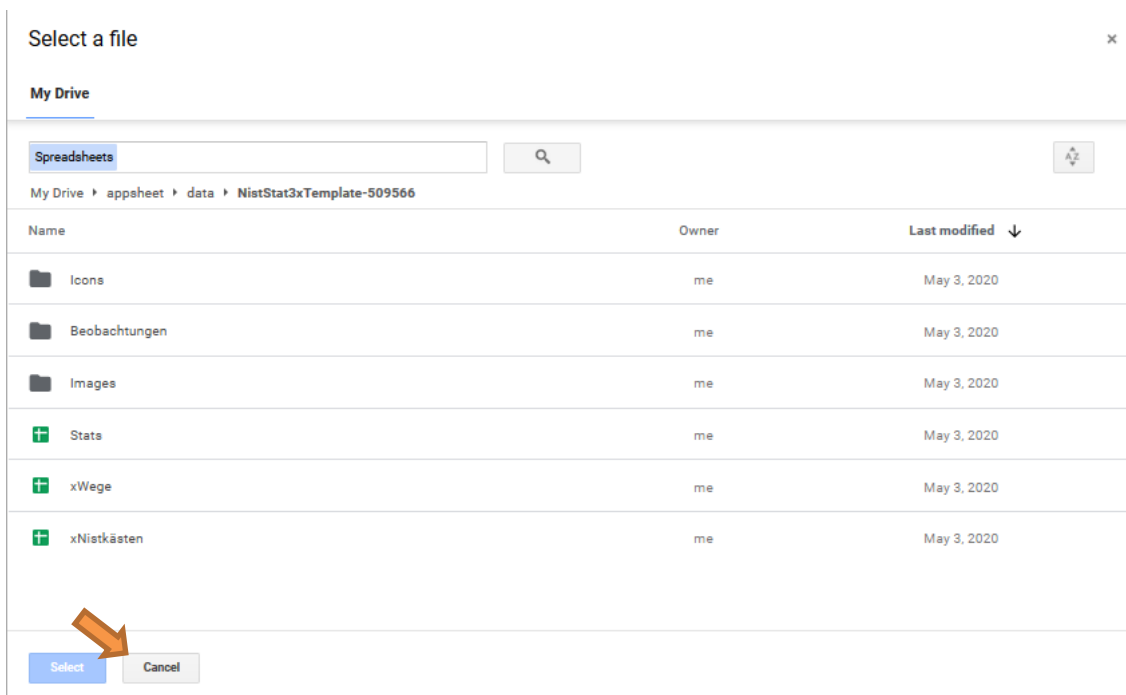 Select a file
×
My Drive
Spreadsheets
AZ
My Drive appsheet data NistStat3xTemplate-509566
Name Owner Last modified
Icons me May 3, 2020
Beobachtungen me May 3, 2020
Images me May 3, 2020
Stats me May 3, 2020
xWege me May 3, 2020
xNistkästen me May 3, 2020
Select Cancel